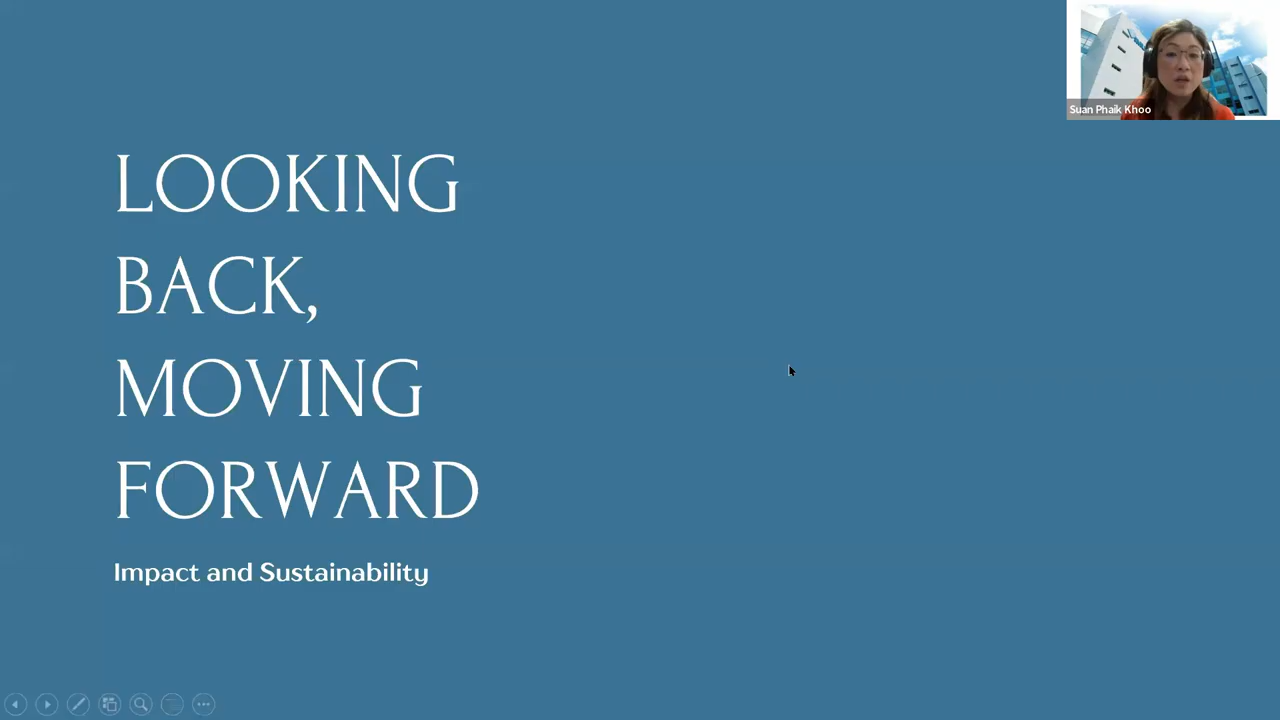 Suan Phaik Khoo
LOOKING
BACK,
MOVING
FORWARD
Impact and Sustainability